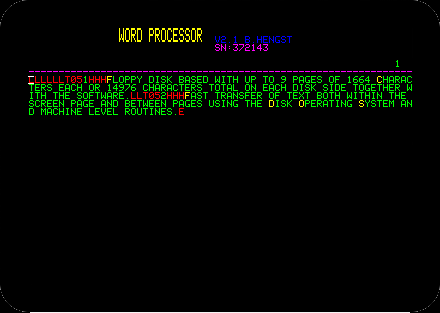 WORD PROCESSOR V2 L.G.HENGST
SN:372143
1
LLLLLT051HHHFLOPPY DISK BASED WITH UP TO 9 PAGES OF 1664 CHARAC
TERS EACH OR 14976 CHARACTERS TOTAL ON EACH DISK SIDE TOGETHER W
ITH THE SOFTWARE.LLT052HHHFAST TRANSFER OF TEXT BOTH WITHIN THE
SCREEN PAGE AND BETWEEN PAGES USING THE DISK OPERATING SYSTEM AN
D MACHINE LEVEL ROUTINES.E